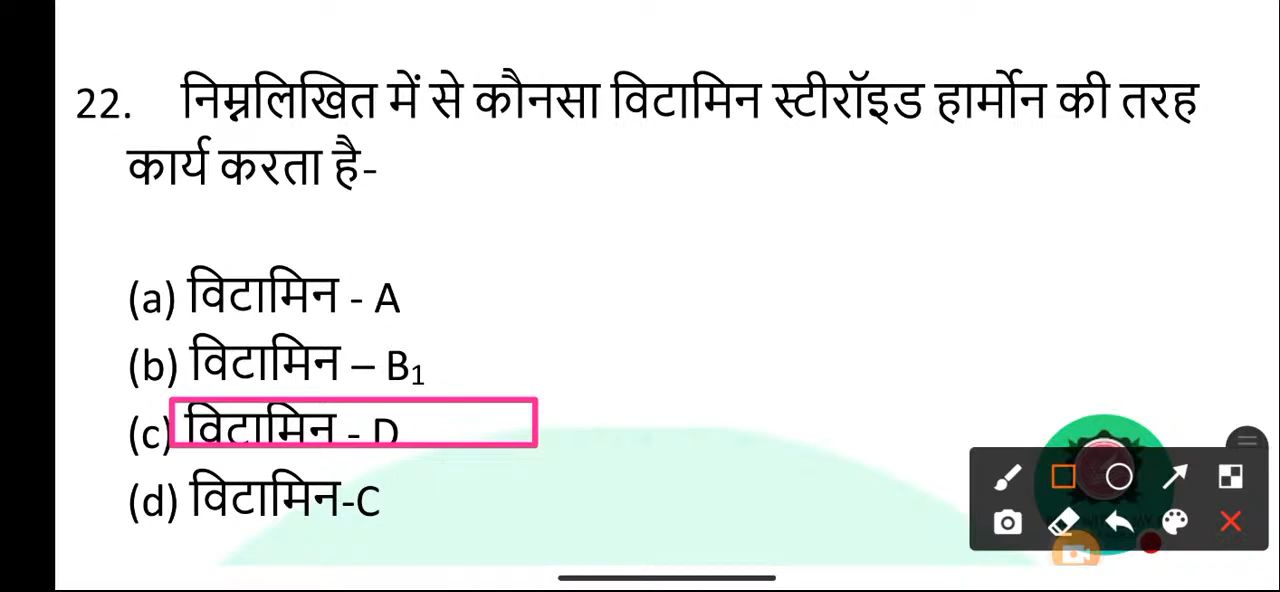 22. निम्नलिखित में से कौनसा विटामिन स्टीरॉइड हार्मोन की तरह
कार्य करता है-
(a) विटामिन - A
(b) विटामिन – B₁
(c) विटामिन - D
(d) विटामिन-C